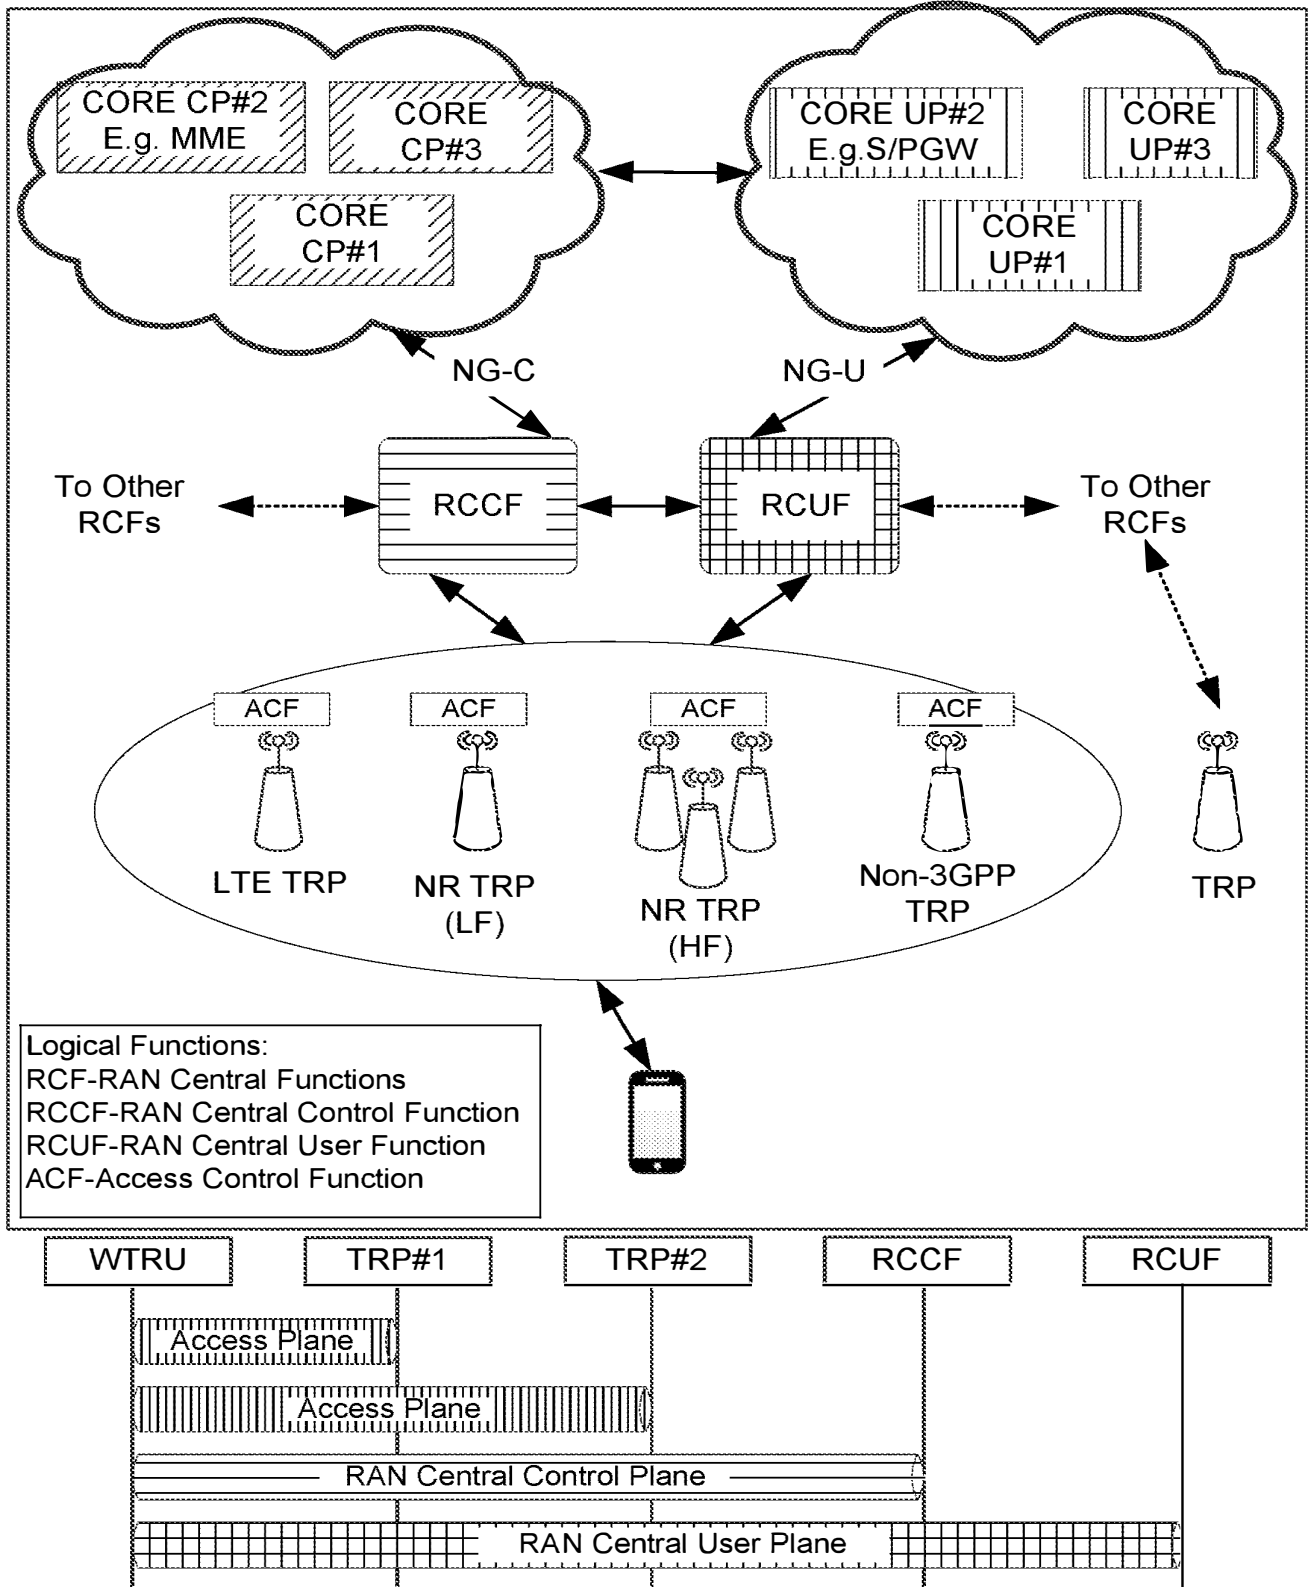 CORE CP#2
E.g. MME
CORE
CP#3
CORE
CP#1
CORE UP#2
E.g.S/PGW
CORE
UP#3
CORE
UP#1
NG-C
NG-U
To Other
RCFs
RCCF
RCUF
To Other
RCFs
ACF
ACF
ACF
ACF
LTE TRP
NR TRP
(LF)
NR TRP
(HF)
Non-3GPP
TRP
TRP
Logical Functions:
RCF-RAN Central Functions
RCCF-RAN Central Control Function
RCUF-RAN Central User Function
ACF-Access Control Function
WTRU
TRP#1
TRP#2
RCCF
RCUF
Access Plane
Access Plane
RAN Central Control Plane
RAN Central User Plane